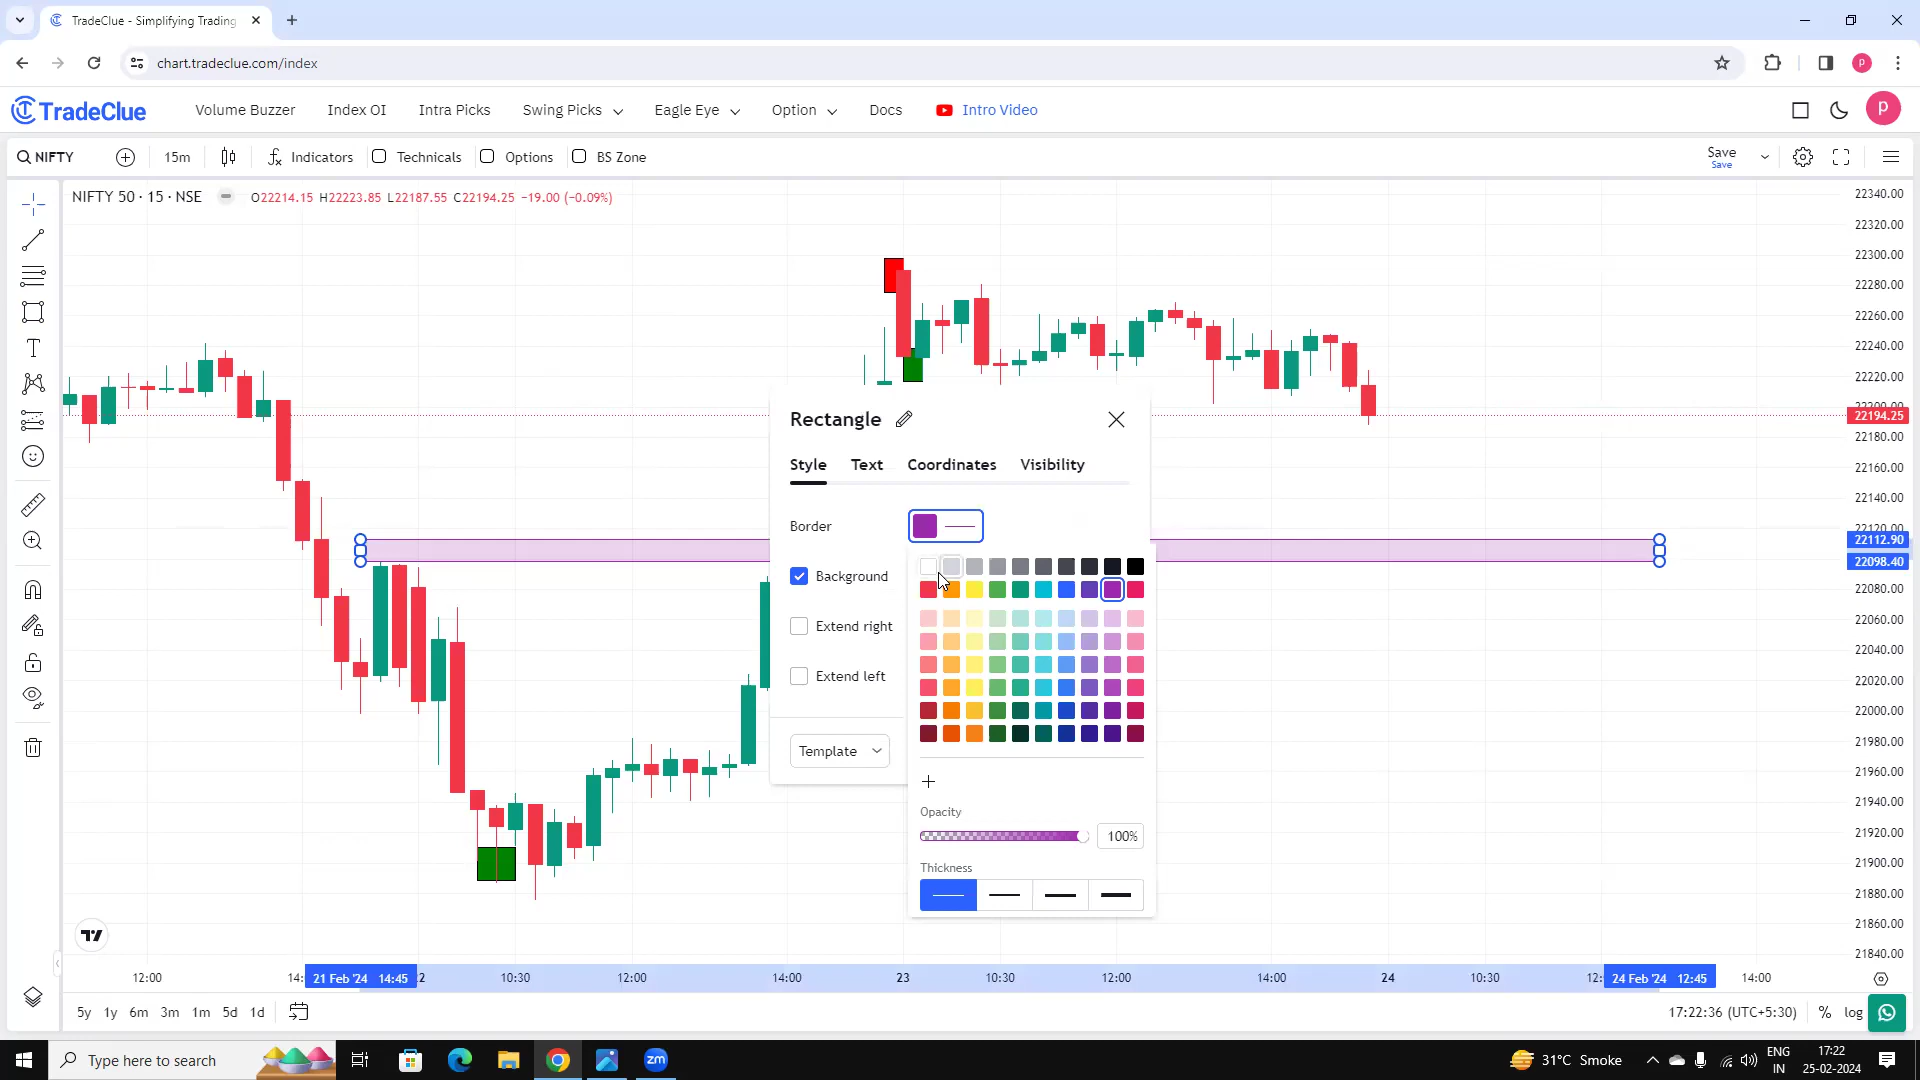 TradeClue - Simplifying Trading
chart.tradeclue.com/index
P
TradeClue
Volume Buzzer
Index OI
Intra Picks
Swing Picks
Eagle Eye
Option
Docs
Intro Video
P
NIFTY
15m
Indicators
Technicals
Options
BS Zone
Save
Save
NIFTY 50 · 15 · NSE
O22214.15 H22223.85 L22187.55 C22194.25 −19.00 (−0.09%)
22340.00
22320.00
22300.00
22280.00
22260.00
22240.00
22220.00
22200.00
22194.25
22180.00
22160.00
22140.00
22120.00
22112.90
22098.40
22080.00
22060.00
22040.00
22020.00
22000.00
21980.00
21960.00
21940.00
21920.00
21900.00
21880.00
21860.00
21840.00
Rectangle
Style
Text
Coordinates
Visibility
Border
Background
Extend right
Extend left
Template
Opacity
100%
Thickness
12:00
14:
21 Feb '24 14:45
2
10:30
12:00
14:00
23
10:30
12:00
14:00
24
10:30
12:
24 Feb '24 12:45
14:00
5y 1y 6m 3m 1m 5d 1d
17:22:36 (UTC+5:30)
%
log
Type here to search
zm
31°C Smoke
ENG
IN
17:22
25-02-2024